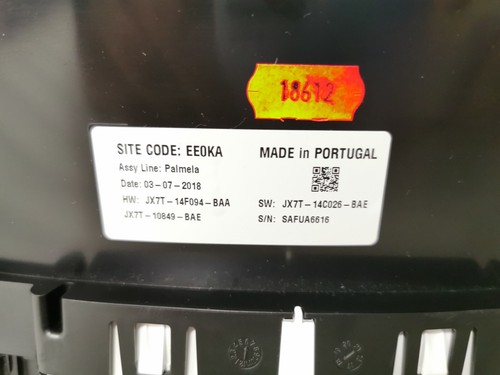 18612
SITE CODE: EE0KA MADE in PORTUGAL
Assy Line: Palmela
Date: 03-07-2018
HW: JX7T-14F094-BAA SW: JX7T-14C026-BAE
JX7T-10849-BAE S/N: SAFUA6616